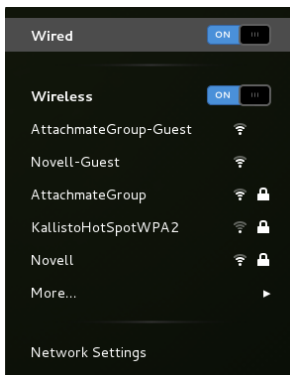 Wired ON
Wireless ON
AttachmateGroup-Guest
Novell-Guest
AttachmateGroup
KallistoHotSpotWPA2
Novell
More...
Network Settings